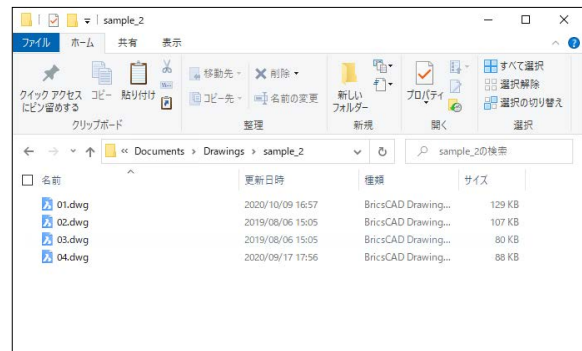 sample_2
ファイル ホーム 共有 表示
クイック アクセスにピン留めする
コピー
貼り付け
クリップボード
移動先
コピー先
削除
名前の変更
整理
新しいフォルダー
新規
プロパティ
開く
すべて選択
選択解除
選択の切り替え
選択
« Documents > Drawings > sample_2
sample_2の検索
名前 更新日時 種類 サイズ
01.dwg 2020/10/09 16:57 BricsCAD Drawing... 129 KB
02.dwg 2019/08/06 15:05 BricsCAD Drawing... 107 KB
03.dwg 2019/08/06 15:05 BricsCAD Drawing... 80 KB
04.dwg 2020/09/17 17:56 BricsCAD Drawing... 88 KB